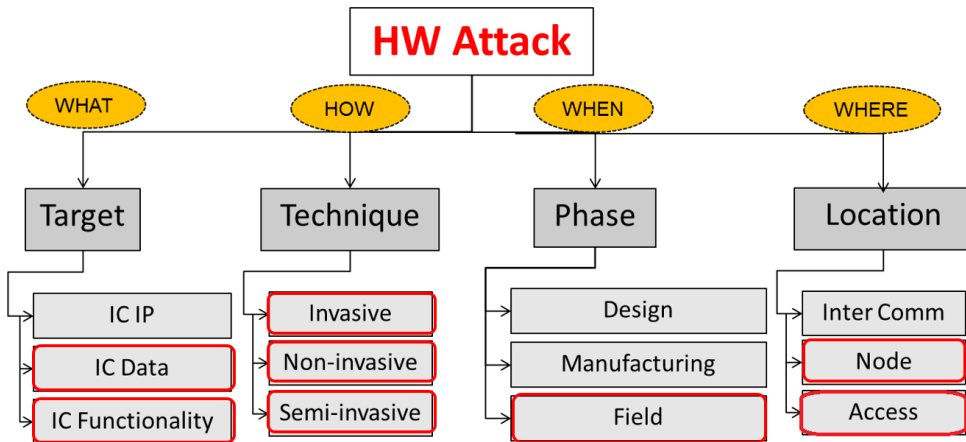 HW Attack
WHAT
HOW
WHEN
WHERE
Target
Technique
Phase
Location
IC IP
IC Data
IC Functionality
Invasive
Non-invasive
Semi-invasive
Design
Manufacturing
Field
Inter Comm
Node
Access